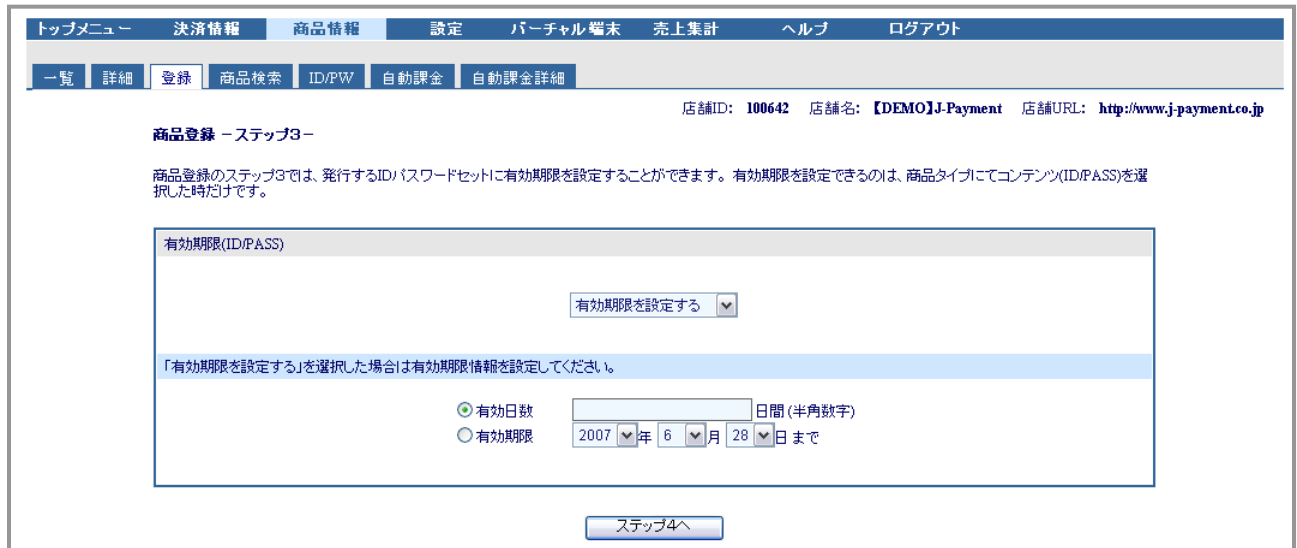 トップメニュー 決済情報 商品情報 設定 バーチャル端末 売上集計 ヘルプ ログアウト
一覧 詳細 登録 商品検索 ID/PW 自動課金 自動課金詳細
店舗ID: 100642 店舗名: 【DEMO】J-Payment 店舗URL: http://www.j-payment.co.jp
商品登録 －ステップ3－
商品登録のステップ3では、発行するIDパスワードセットに有効期限を設定することができます。有効期限を設定できるのは、商品タイプにてコンテンツ(ID/PASS)を選
択した時だけです。
有効期限(ID/PASS)
有効期限を設定する
「有効期限を設定する」を選択した場合は有効期限情報を設定してください。
有効日数 日間 (半角数字)
有効期限 2007 年 6 月 28 日 まで
ステップ4へ